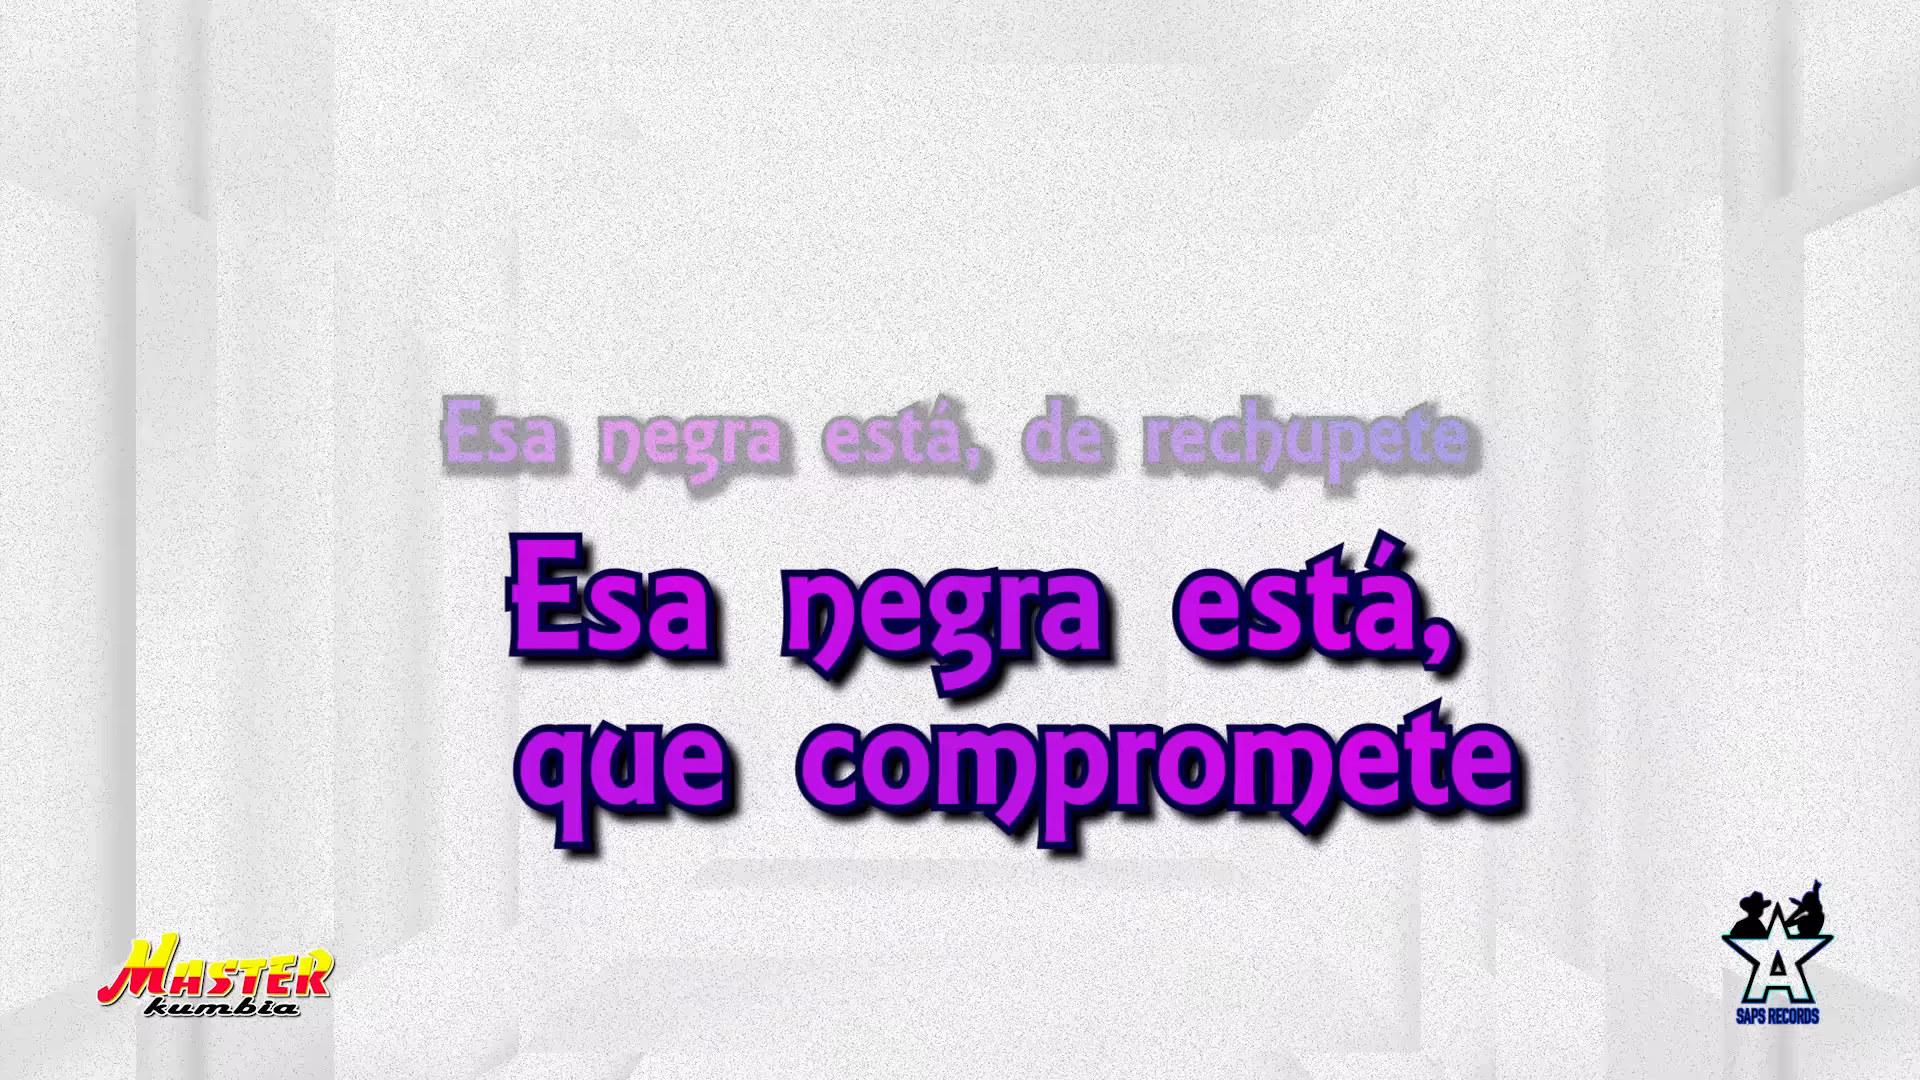 Esa negra está, de rechupete
Esa negra está,
que compromete
MASTER
kumbia
A
SAPS RECORDS